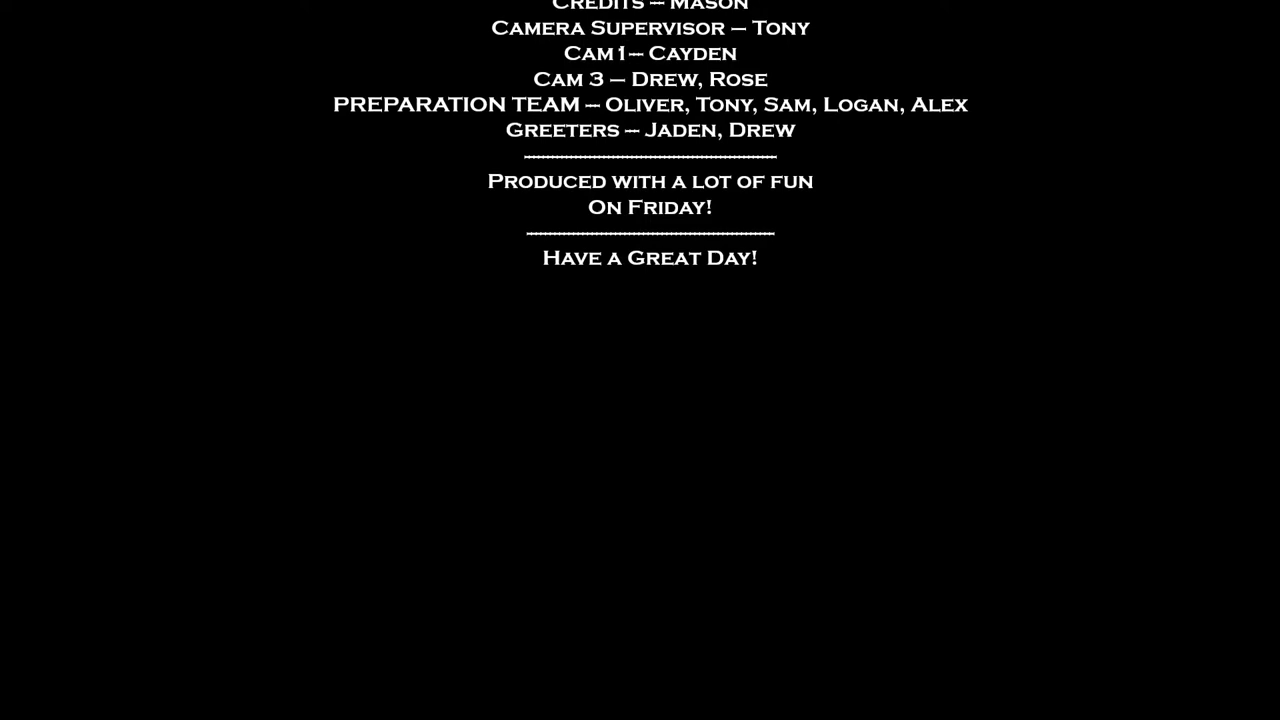 CREDITS – MASON
CAMERA SUPERVISOR – TONY
CAM 1– CAYDEN
CAM 3 – DREW, ROSE
PREPARATION TEAM – OLIVER, TONY, SAM, LOGAN, ALEX
GREETERS – JADEN, DREW
PRODUCED WITH A LOT OF FUN
ON FRIDAY!
HAVE A GREAT DAY!